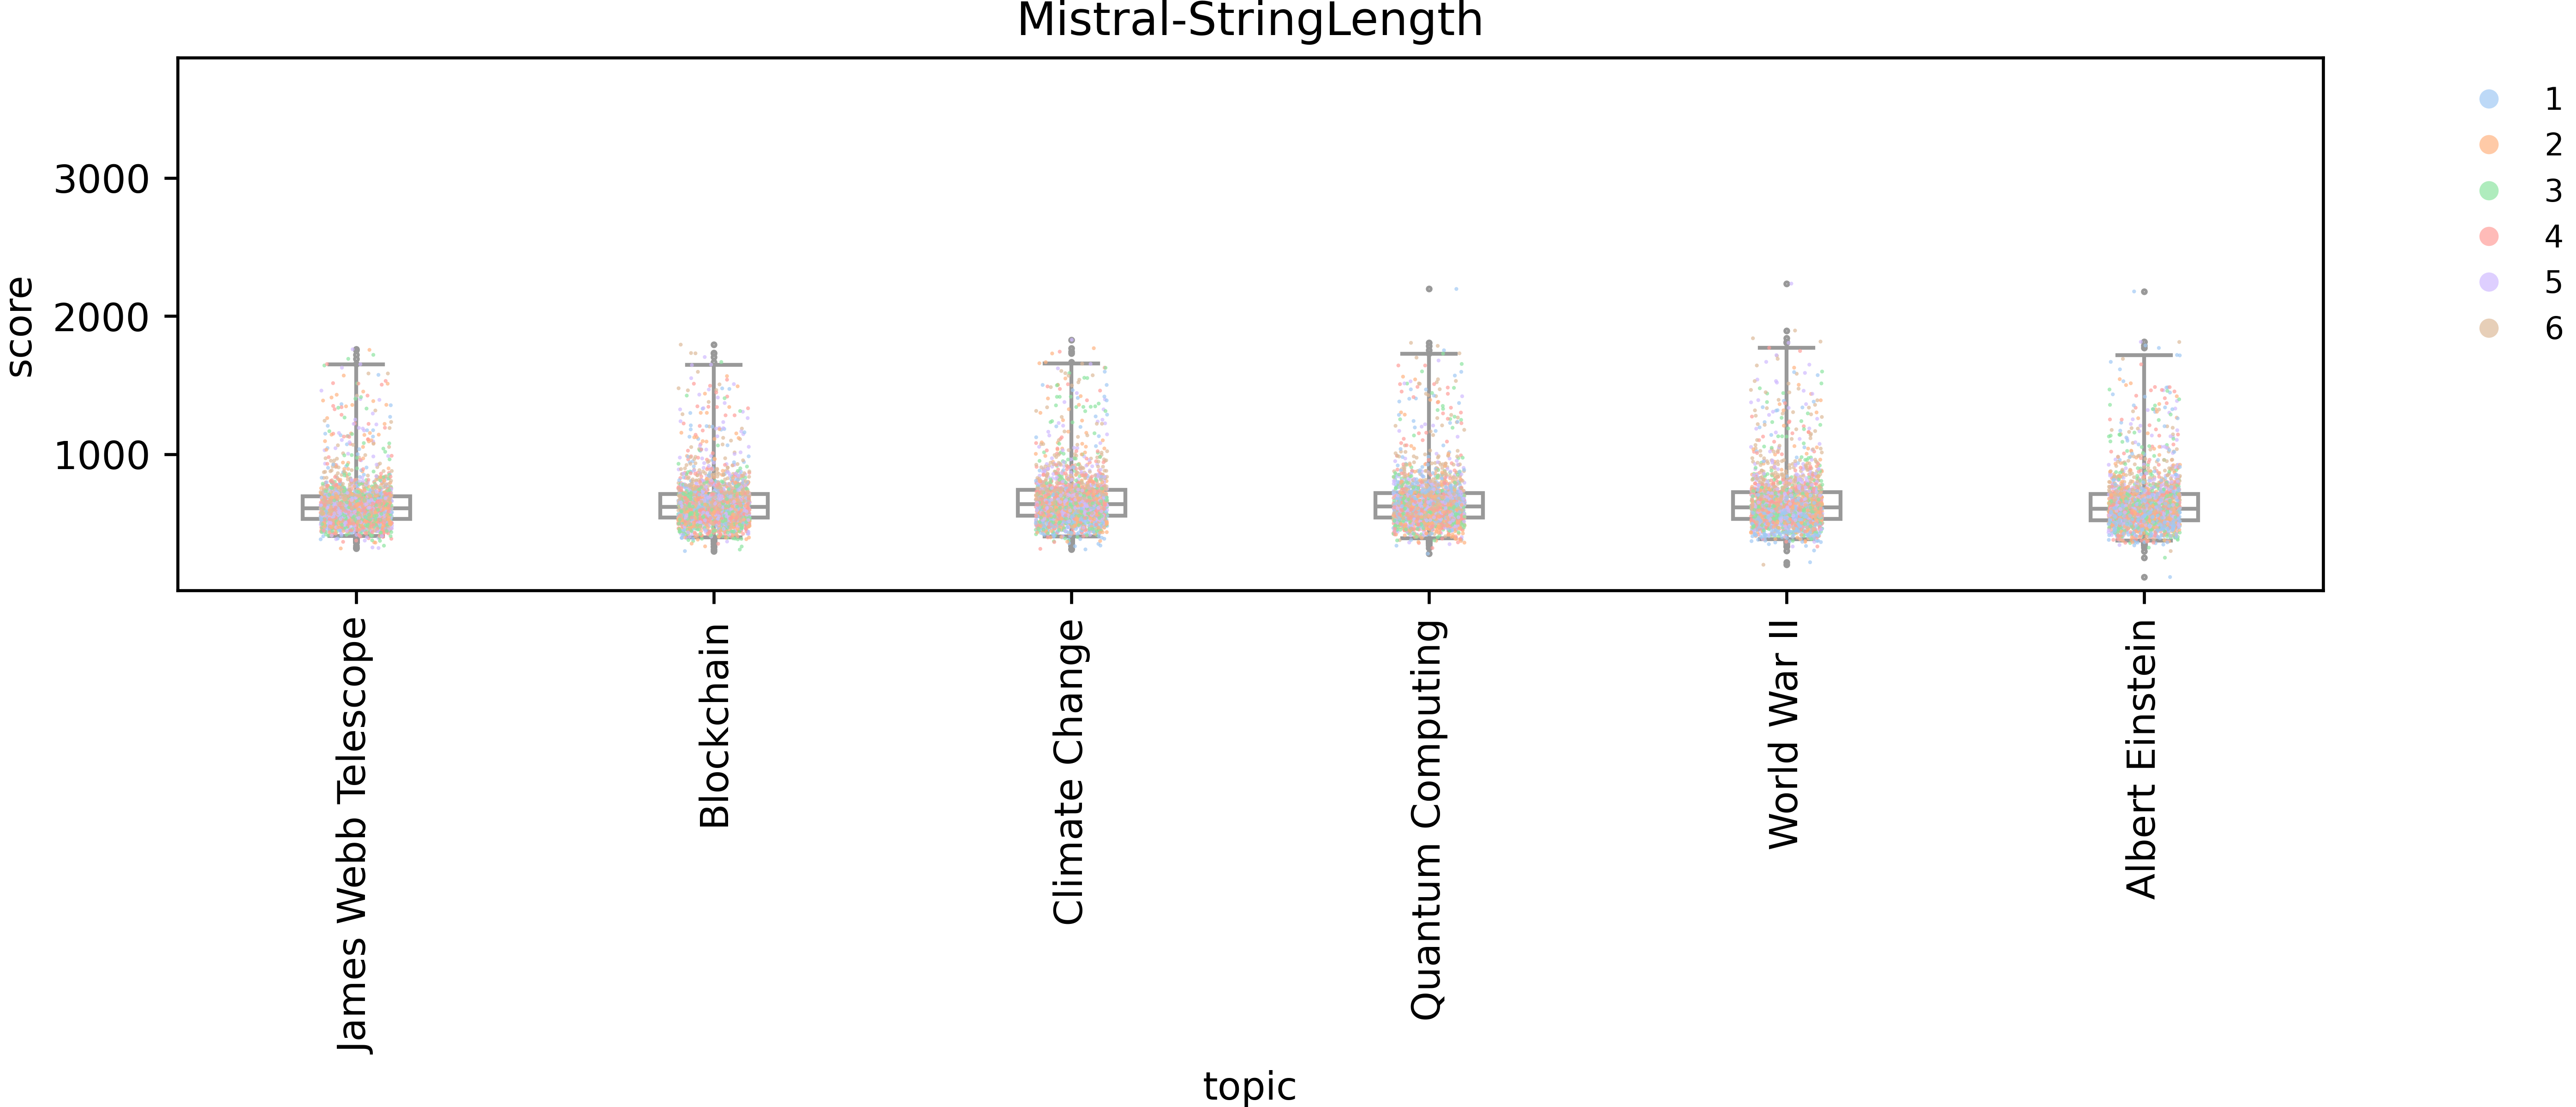 Mistral-StringLength
score
3000
2000
1000
1
2
3
4
5
6
James Webb Telescope
Blockchain
Climate Change
Quantum Computing
World War II
Albert Einstein
topic